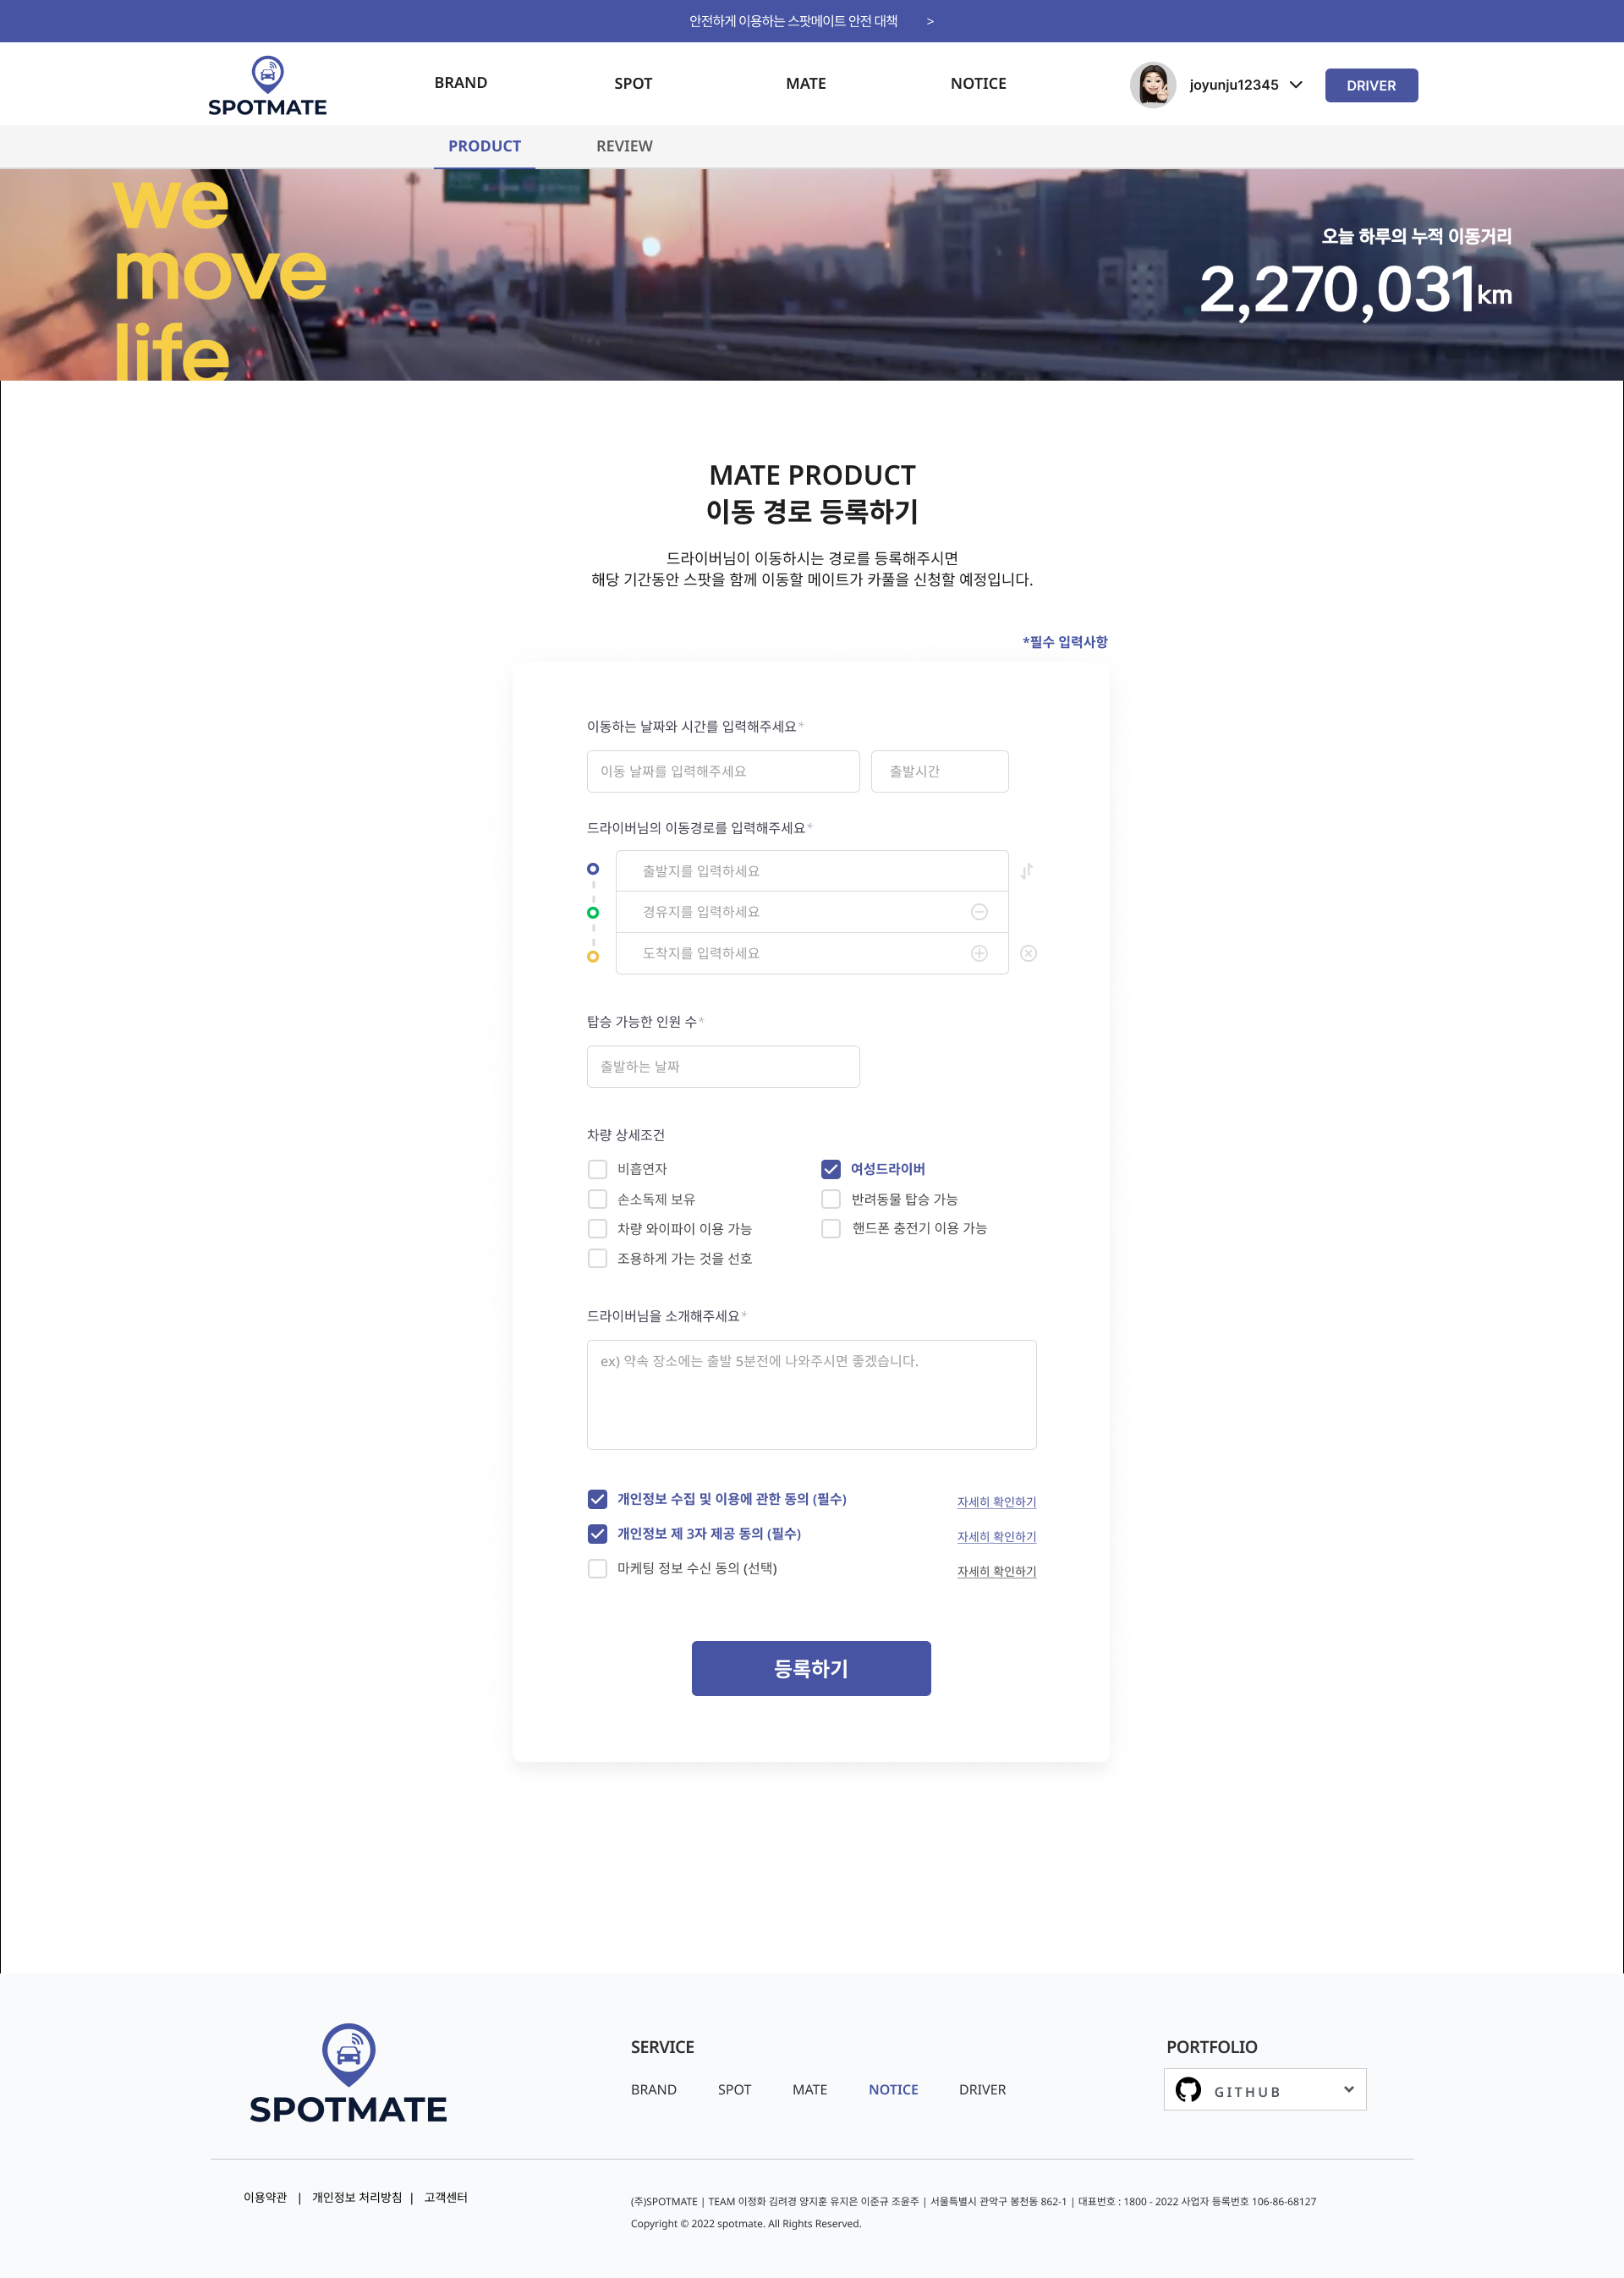 안전하게 이용하는 스팟메이트 안전 대책 >
SPOTMATE
BRAND SPOT MATE NOTICE
joyunju12345
DRIVER
PRODUCT REVIEW
we
move
life
오늘 하루의 누적 이동거리
2,270,031km
MATE PRODUCT
이동 경로 등록하기
드라이버님이 이동하시는 경로를 등록해주시면
해당 기간동안 스팟을 함께 이동할 메이트가 카풀을 신청할 예정입니다.
*필수 입력사항
이동하는 날짜와 시간를 입력해주세요*
이동 날짜를 입력해주세요 출발시간
드라이버님의 이동경로를 입력해주세요*
출발지를 입력하세요
경유지를 입력하세요
도착지를 입력하세요
탑승 가능한 인원 수*
출발하는 날짜
차량 상세조건
비흡연자 여성드라이버
손소독제 보유 반려동물 탑승 가능
차량 와이파이 이용 가능 핸드폰 충전기 이용 가능
조용하게 가는 것을 선호
드라이버님을 소개해주세요*
ex) 약속 장소에는 출발 5분전에 나와주시면 좋겠습니다.
개인정보 수집 및 이용에 관한 동의 (필수) 자세히 확인하기
개인정보 제 3자 제공 동의 (필수) 자세히 확인하기
마케팅 정보 수신 동의 (선택) 자세히 확인하기
등록하기
SPOTMATE
SERVICE
BRAND SPOT MATE NOTICE DRIVER
PORTFOLIO
GITHUB
이용약관 | 개인정보 처리방침 | 고객센터
(주)SPOTMATE | TEAM 이정화 김려경 양지훈 유지은 이준규 조윤주 | 서울특별시 관악구 봉천동 862-1 | 대표번호 : 1800 - 2022 사업자 등록번호 106-86-68127
Copyright © 2022 spotmate. All Rights Reserved.